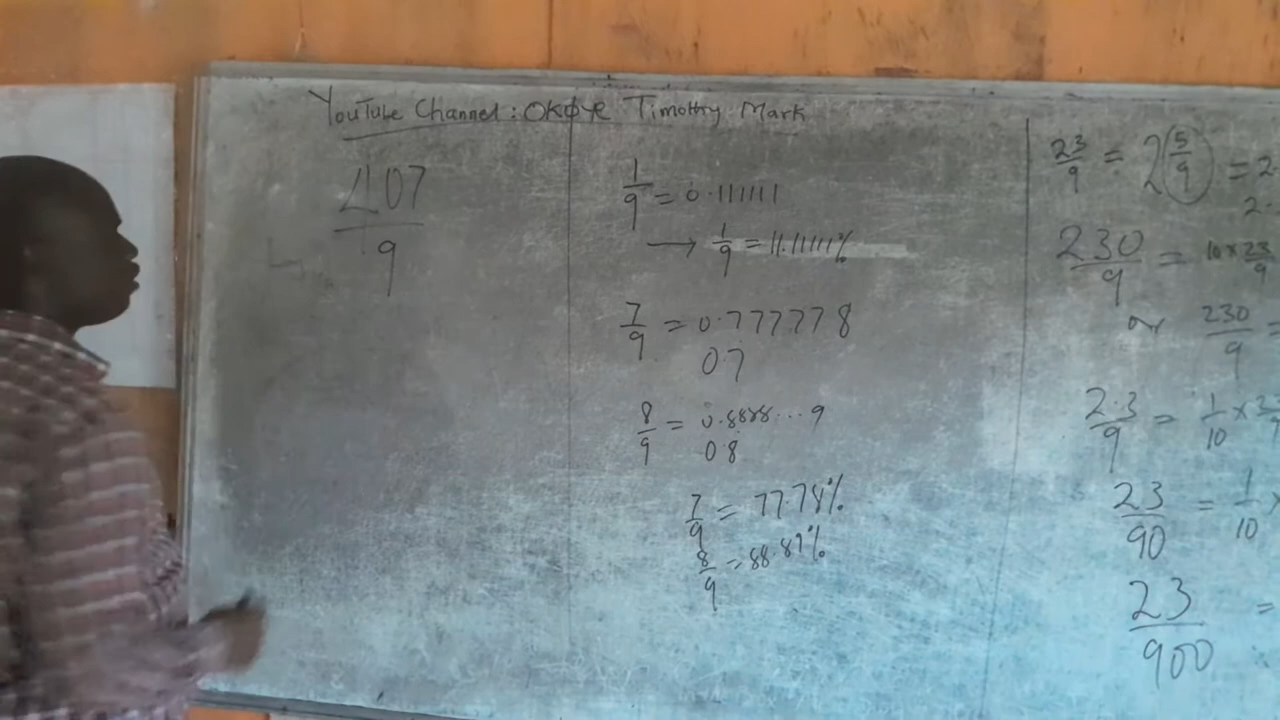 YouTube Channel: OKOYE Timothy Mark
407
9
1/9 = 0.111111
→ 1/9 = 11.11111%
7/9 = 0.777778
0.7
8/9 = 0.8888...9
0.8
7/9 = 77.78%
8/9 = 88.89%
23/9 = 2 5/9 = 2.
2.
230/9 = 10 × 23/9
or 230/9 =
2.3/9 = 1/10 ×
23/90 = 1/10 ×
23/900 =